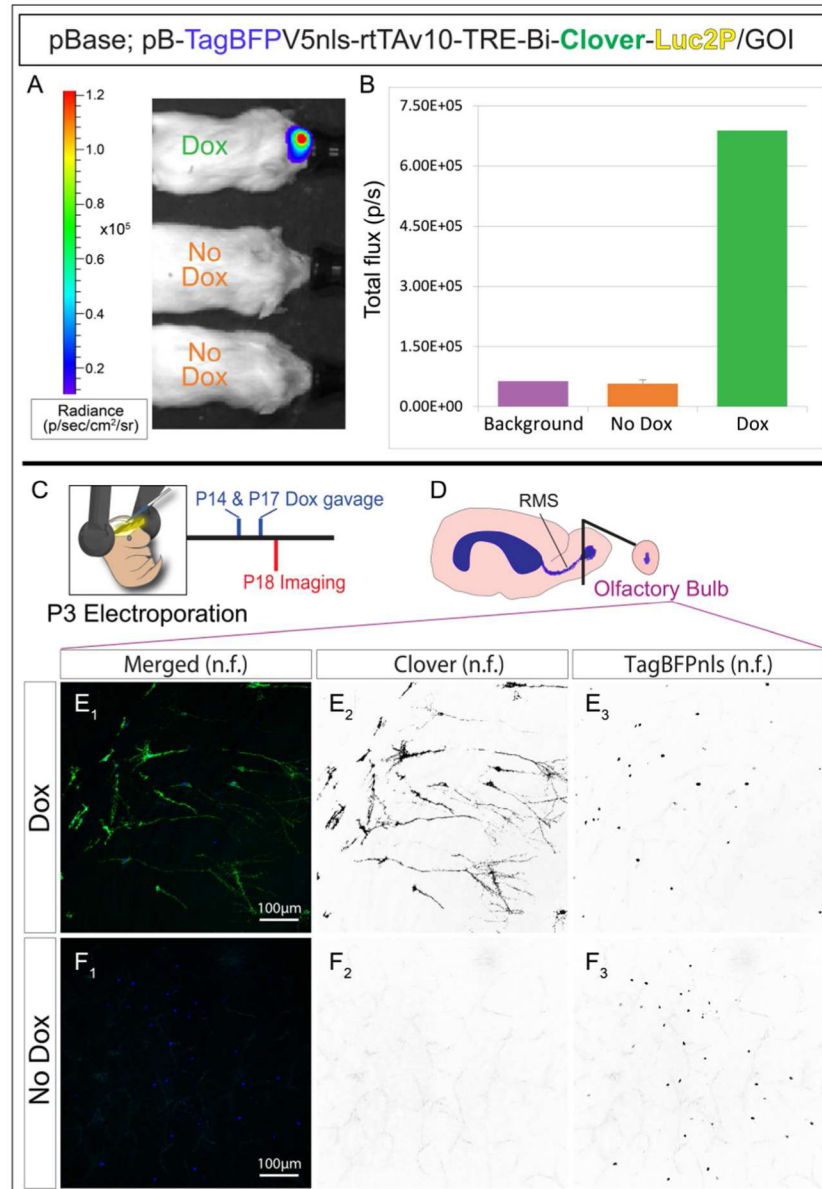 pBase; pB-TagBFPV5nls-rtTAv10-TRE-Bi-Clover-Luc2P/GOI
A
1.2
1.0
x10⁵
0.8
0.6
0.4
0.2
Radiance
(p/sec/cm²/sr)
Dox
No
Dox
No
Dox
B
Total flux (p/s)
7.50E+05
6.00E+05
4.50E+05
3.00E+05
1.50E+05
0.00E+00
Background
No Dox
Dox
C
P14 & P17 Dox gavage
P18 Imaging
P3 Electroporation
D
RMS
Olfactory Bulb
Merged (n.f.)
Clover (n.f.)
TagBFPnls (n.f.)
Dox
E₁
100µm
E₂
E₃
No Dox
F₁
100µm
F₂
F₃